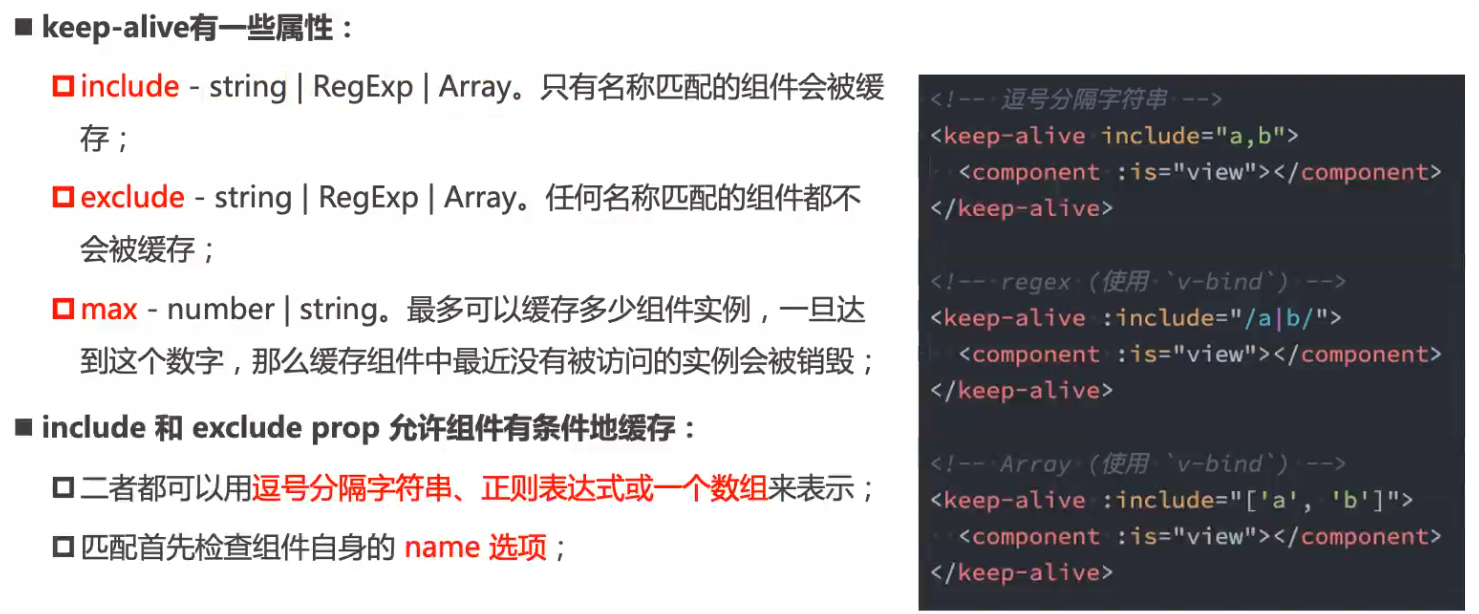 keep-alive有一些属性：
include - string | RegExp | Array。只有名称匹配的组件会被缓
存；
exclude - string | RegExp | Array。任何名称匹配的组件都不
会被缓存；
max - number | string。最多可以缓存多少组件实例，一旦达
到这个数字，那么缓存组件中最近没有被访问的实例会被销毁；
include 和 exclude prop 允许组件有条件地缓存：
二者都可以用逗号分隔字符串、正则表达式或一个数组来表示；
匹配首先检查组件自身的 name 选项；
<!-- 逗号分隔字符串 -->
<keep-alive include="a,b">
  <component :is="view"></component>
</keep-alive>
<!-- regex (使用 `v-bind`) -->
<keep-alive :include="/a|b/">
  <component :is="view"></component>
</keep-alive>
<!-- Array (使用 `v-bind`) -->
<keep-alive :include="['a', 'b']">
  <component :is="view"></component>
</keep-alive>